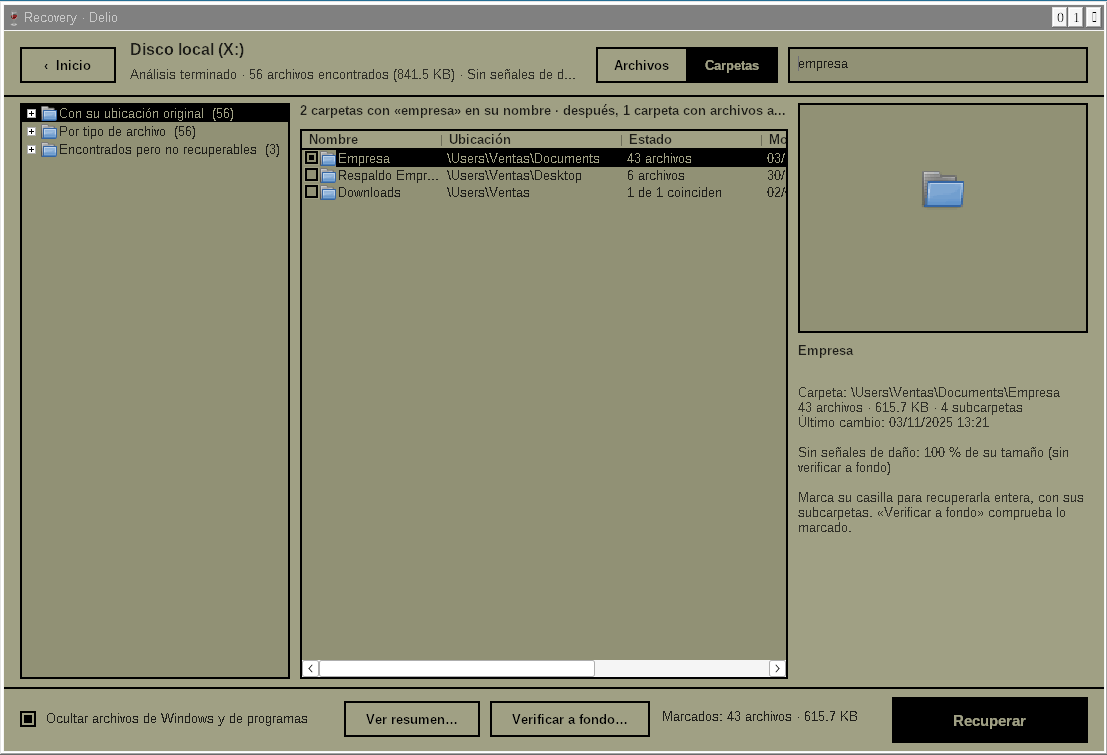 Recovery · Delio
0 1
‹ Inicio
Disco local (X:)
Análisis terminado · 56 archivos encontrados (841.5 KB) · Sin señales de d...
Archivos
Carpetas
empresa
Con su ubicación original (56)
Por tipo de archivo (56)
Encontrados pero no recuperables (3)
2 carpetas con «empresa» en su nombre · después, 1 carpeta con archivos a...
Nombre Ubicación Estado Mo
Empresa \Users\Ventas\Documents 43 archivos 03/
Respaldo Empr... \Users\Ventas\Desktop 6 archivos 30/
Downloads \Users\Ventas 1 de 1 coinciden 02/
Empresa
Carpeta: \Users\Ventas\Documents\Empresa
43 archivos · 615.7 KB · 4 subcarpetas
Último cambio: 03/11/2025 13:21
Sin señales de daño: 100 % de su tamaño (sin
verificar a fondo)
Marca su casilla para recuperarla entera, con sus
subcarpetas. «Verificar a fondo» comprueba lo
marcado.
Ocultar archivos de Windows y de programas
Ver resumen...
Verificar a fondo...
Marcados: 43 archivos · 615.7 KB
Recuperar